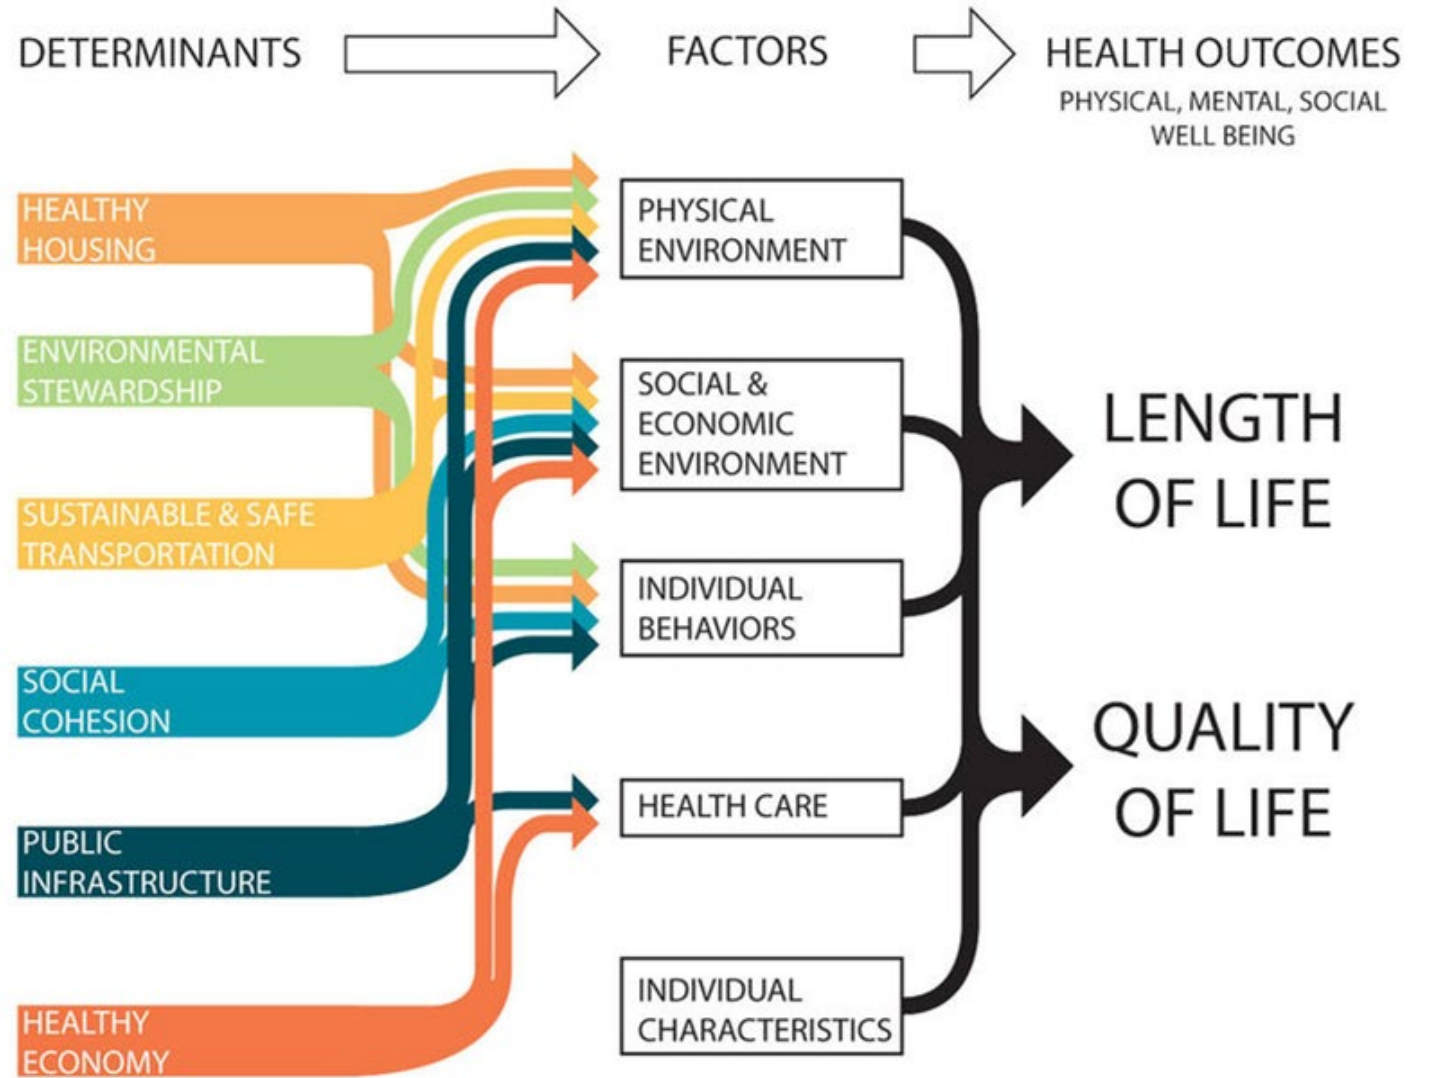 DETERMINANTS
FACTORS
HEALTH OUTCOMES
PHYSICAL, MENTAL, SOCIAL
WELL BEING
HEALTHY
HOUSING
ENVIRONMENTAL
STEWARDSHIP
SUSTAINABLE & SAFE
TRANSPORTATION
SOCIAL
COHESION
PUBLIC
INFRASTRUCTURE
HEALTHY
ECONOMY
PHYSICAL
ENVIRONMENT
SOCIAL &
ECONOMIC
ENVIRONMENT
INDIVIDUAL
BEHAVIORS
HEALTH CARE
INDIVIDUAL
CHARACTERISTICS
LENGTH
OF LIFE
QUALITY
OF LIFE